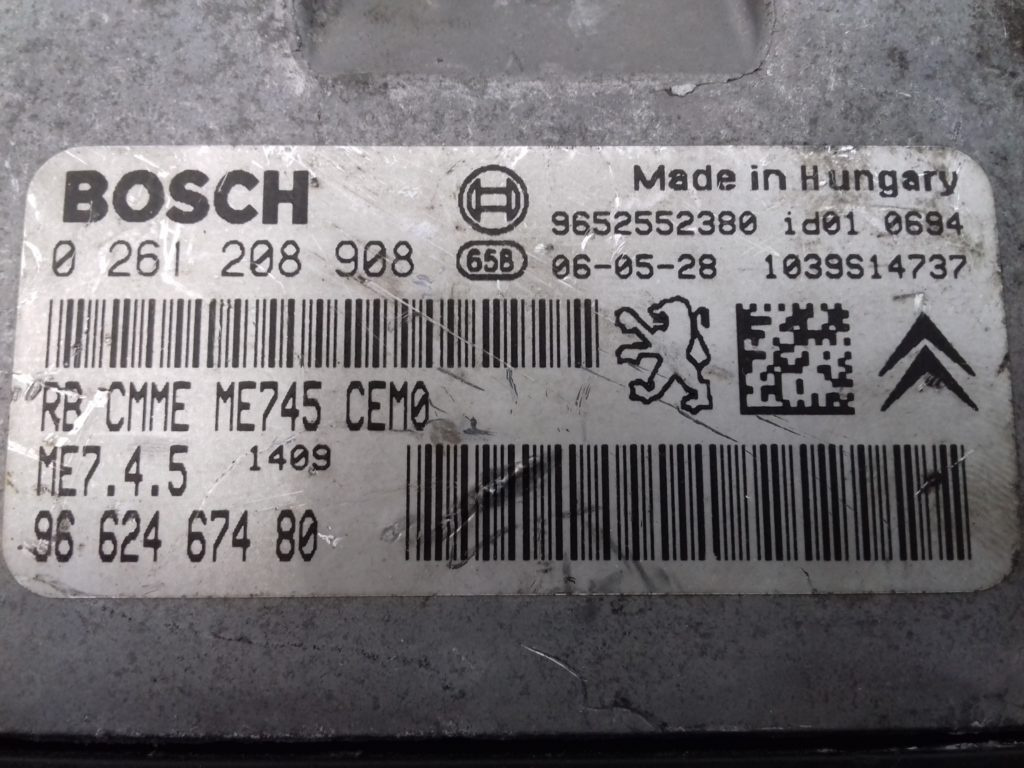 BOSCH
Made in Hungary
9652552380 id01 0694
0 261 208 908
658
06-05-28 1039S14737
RB CMME ME745 CEM0
ME7.4.5 1409
96 624 674 80